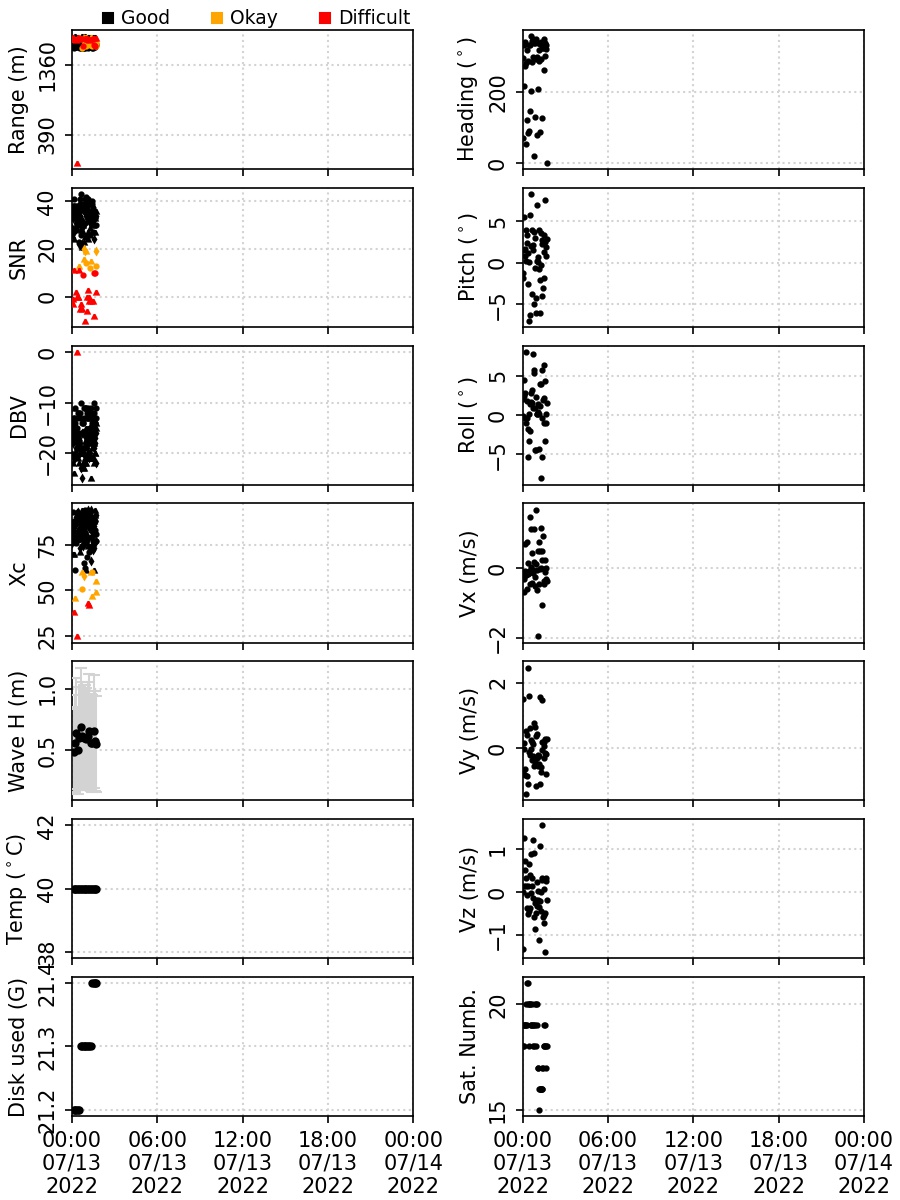 Good Okay Difficult
Range (m)
1360
390
Heading (°)
200
0
SNR
40
20
0
Pitch (°)
5
0
−5
DBV
0
−10
−20
Roll (°)
5
0
−5
Xc
75
50
25
Vx (m/s)
0
−2
Wave H (m)
1.0
0.5
Vy (m/s)
2
0
Temp (°C)
42
40
38
Vz (m/s)
1
0
−1
Disk used (G)
21.4
21.3
21.2
Sat. Numb.
20
15
00:00 06:00 12:00 18:00 00:00
07/13 07/13 07/13 07/13 07/14
2022 2022 2022 2022 2022
00:00 06:00 12:00 18:00 00:00
07/13 07/13 07/13 07/13 07/14
2022 2022 2022 2022 2022